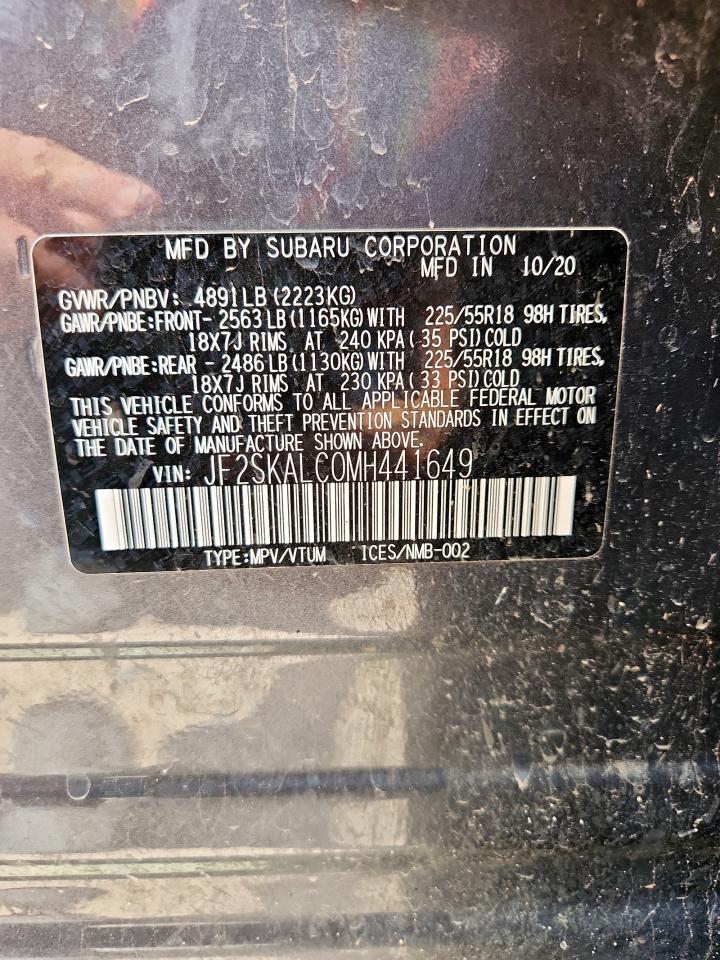 MFD BY SUBARU CORPORATION
MFD IN 10/20
GVWR/PNBV: 4891LB (2223KG)
GAWR/PNBE:FRONT- 2563 LB (1165KG) WITH 225/55R18 98H TIRES,
18X7J RIMS, AT 240 KPA ( 35 PSI) COLD
GAWR/PNBE:REAR - 2486 LB (1130KG) WITH 225/55R18 98H TIRES,
18X7J RIMS, AT 230 KPA ( 33 PSI) COLD
THIS VEHICLE CONFORMS TO ALL APPLICABLE FEDERAL MOTOR
VEHICLE SAFETY AND THEFT PREVENTION STANDARDS IN EFFECT ON
THE DATE OF MANUFACTURE SHOWN ABOVE.
VIN: JF2SKALC0MH441649
TYPE:MPV/VTUM ICES/NMB-002